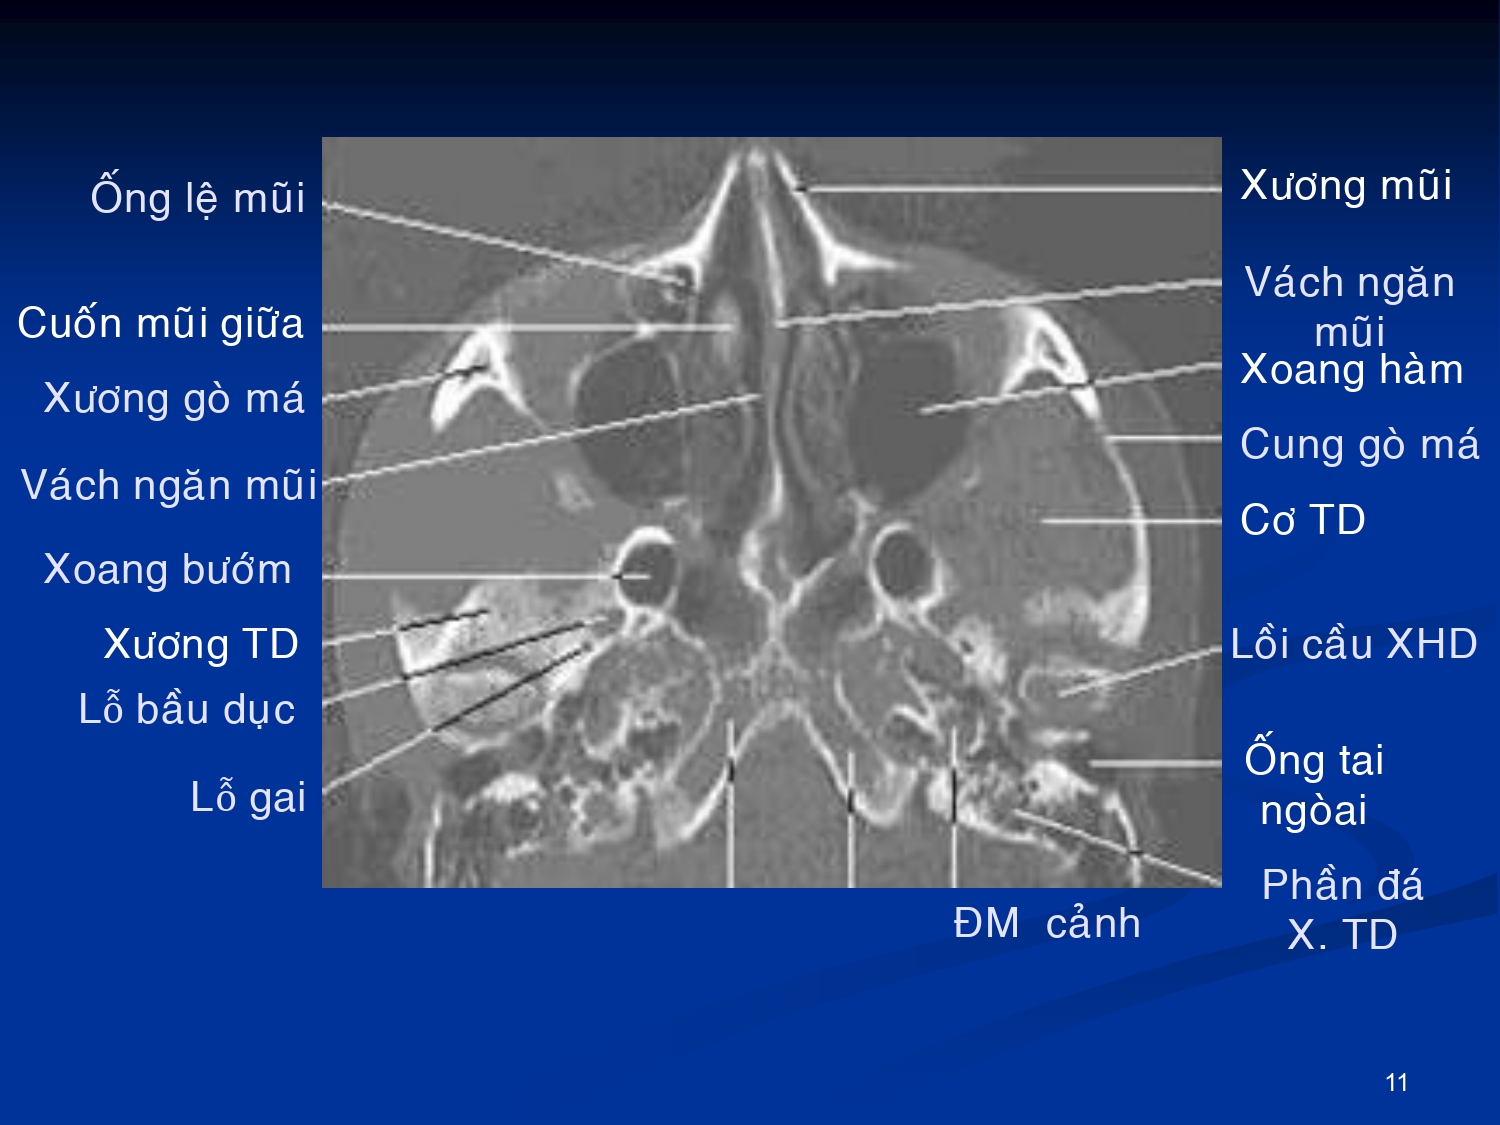 Ống lệ mũi
Cuốn mũi giữa
Xương gò má
Vách ngăn mũi
Xoang bướm
Xương TD
Lỗ bầu dục
Lỗ gai
Xương mũi
Vách ngăn
mũi
Xoang hàm
Cung gò má
Cơ TD
Lồi cầu XHD
Ống tai
ngòai
Phần đá
X. TD
ĐM cảnh
11